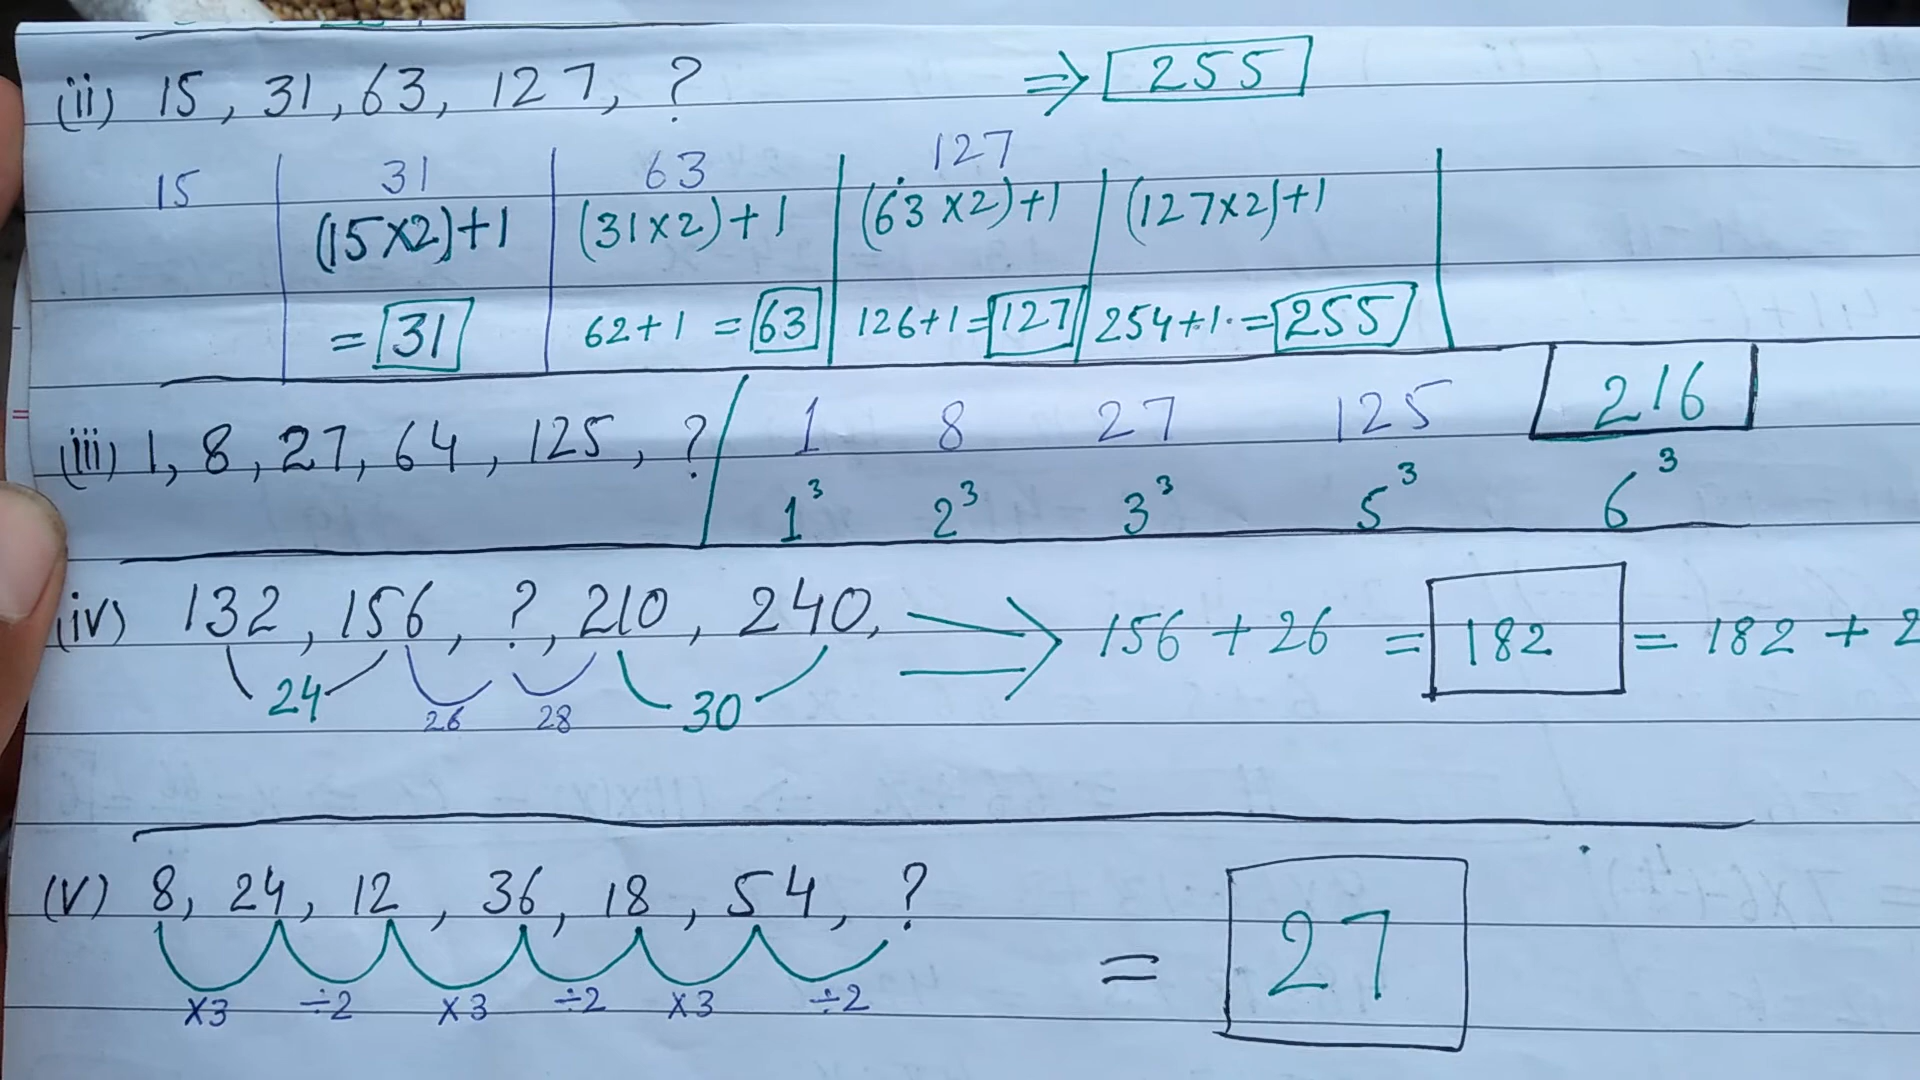 (ii) 15, 31, 63, 127, ? ⇒ 255
15 31 63 127
(15×2)+1 (31×2)+1 (63×2)+1 (127×2)+1
= 31 62+1 = 63 126+1= 127 254+1 = 255
(iii) 1, 8, 27, 64, 125, ? 1 8 27 125 216
1³ 2³ 3³ 5³ 6³
(iv) 132, 156, ?, 210, 240, ⇒ 156 + 26 = 182 = 182 + 2
24 26 28 30
(v) 8, 24, 12, 36, 18, 54, ? = 27
×3 ÷2 ×3 ÷2 ×3 ÷2